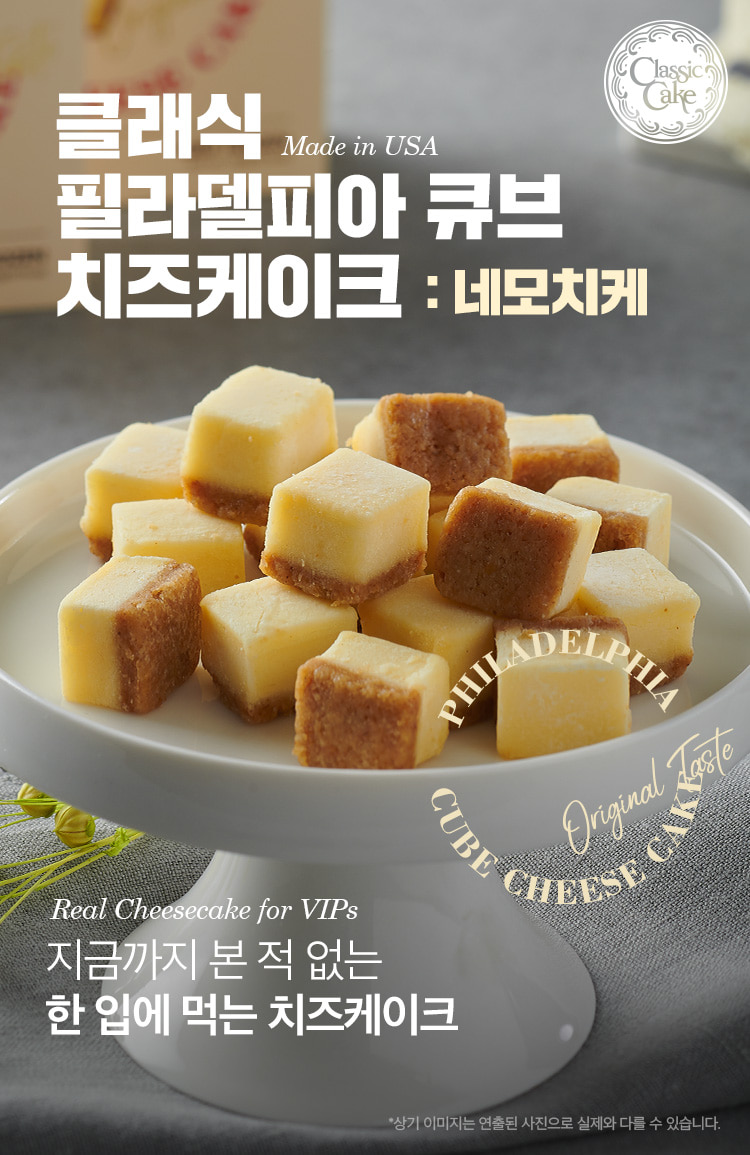 Classic
Cake
클래식 Made in USA
필라델피아 큐브
치즈케이크 : 네모치케
PHILADELPHIA
Original Taste
CUBE CHEESE CAKE
Real Cheesecake for VIPs
지금까지 본 적 없는
한 입에 먹는 치즈케이크
*상기 이미지는 연출된 사진으로 실제와 다를 수 있습니다.